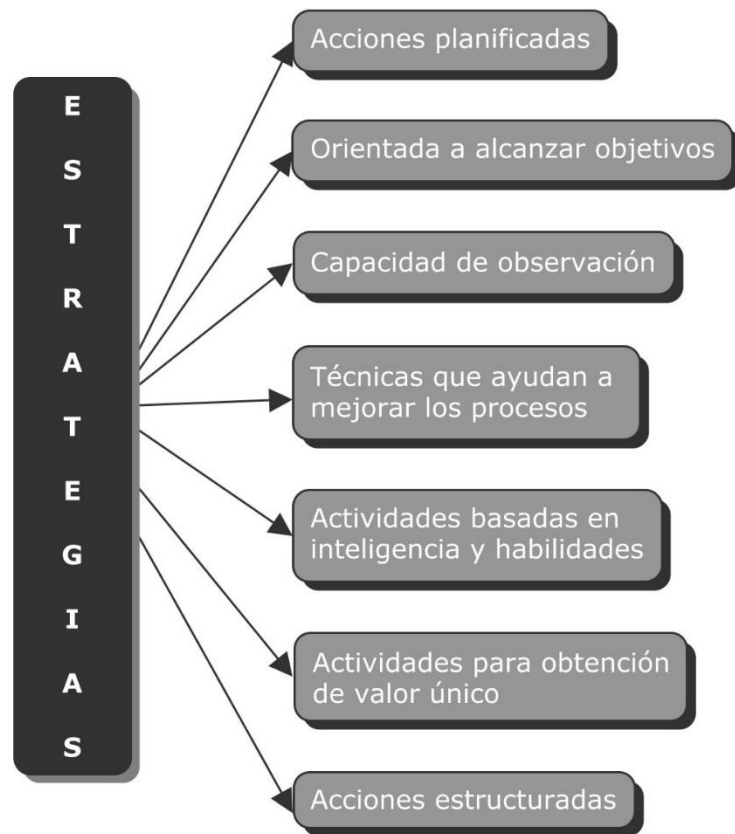 ESTRATEGIAS
Acciones planificadas
Orientada a alcanzar objetivos
Capacidad de observación
Técnicas que ayudan a
mejorar los procesos
Actividades basadas en
inteligencia y habilidades
Actividades para obtención
de valor único
Acciones estructuradas